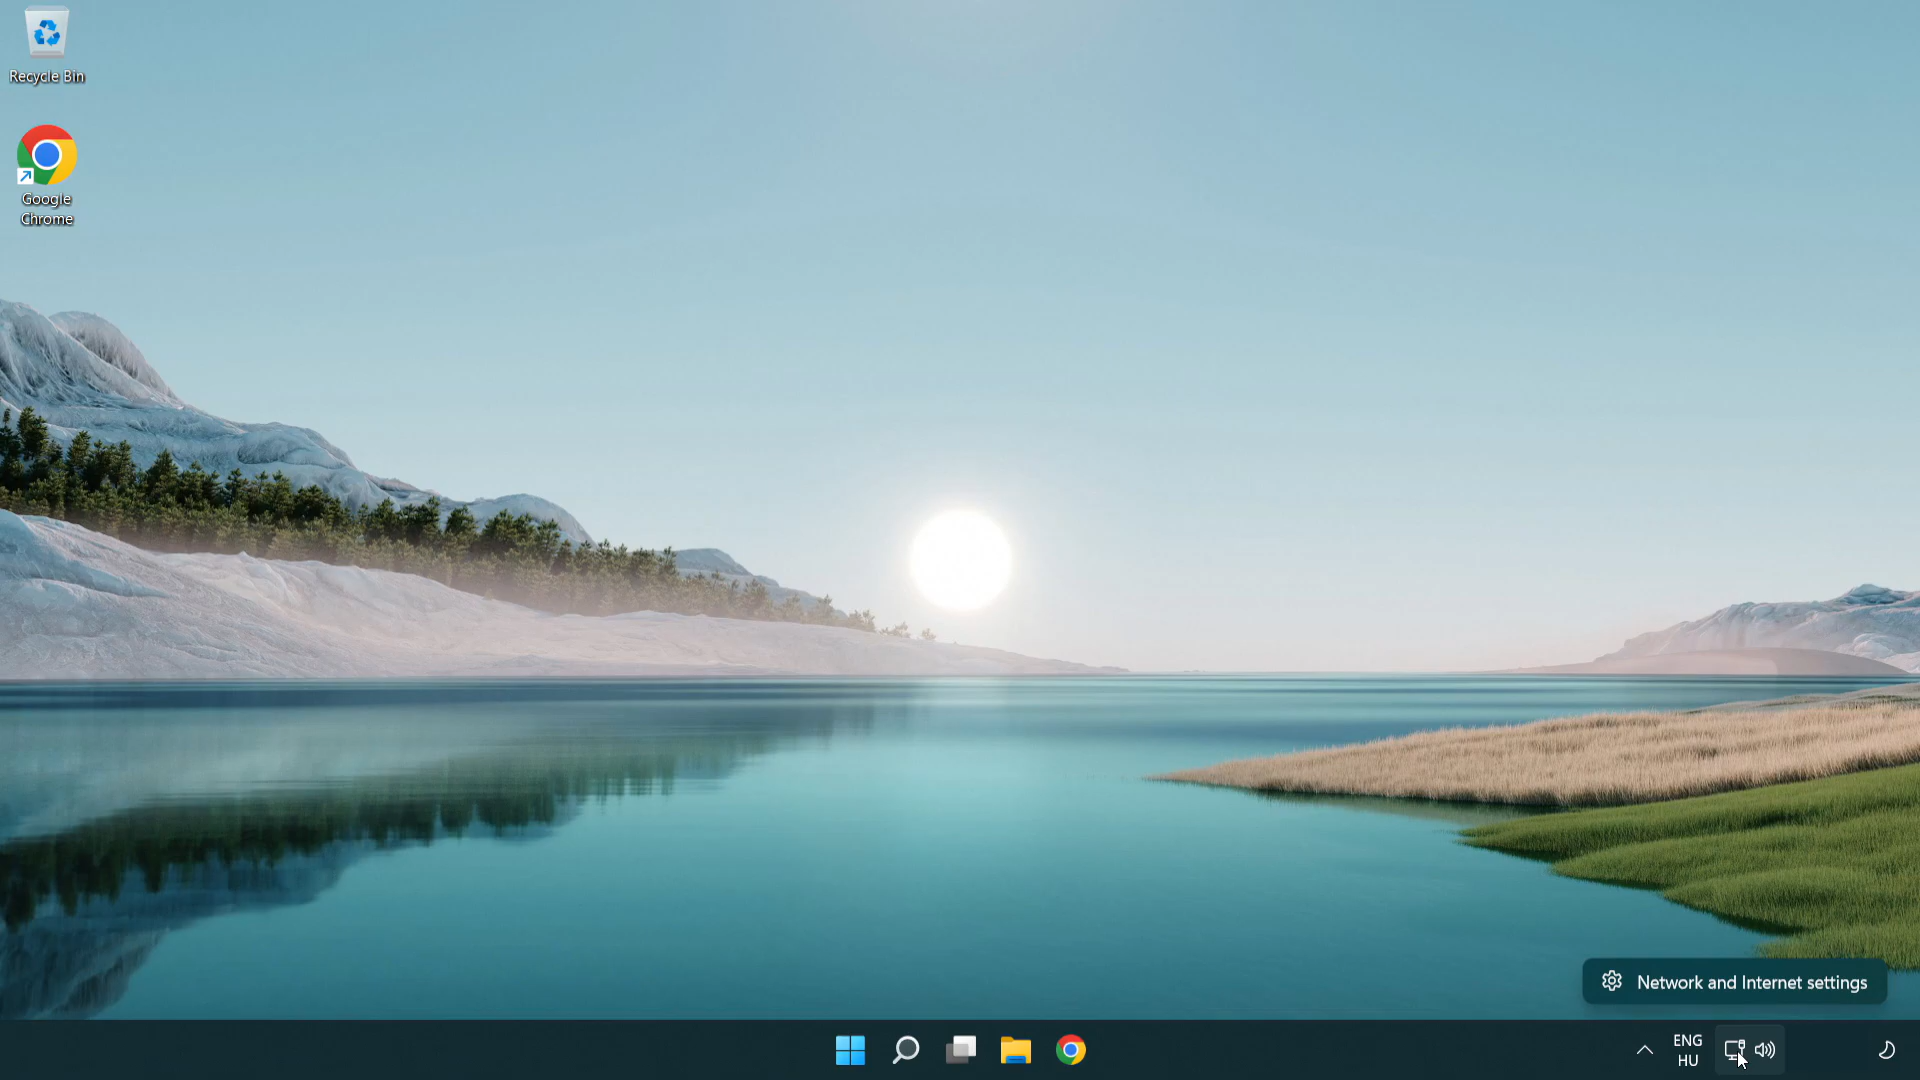 Recycle Bin
Google
Chrome
Network and Internet settings
ENG
HU